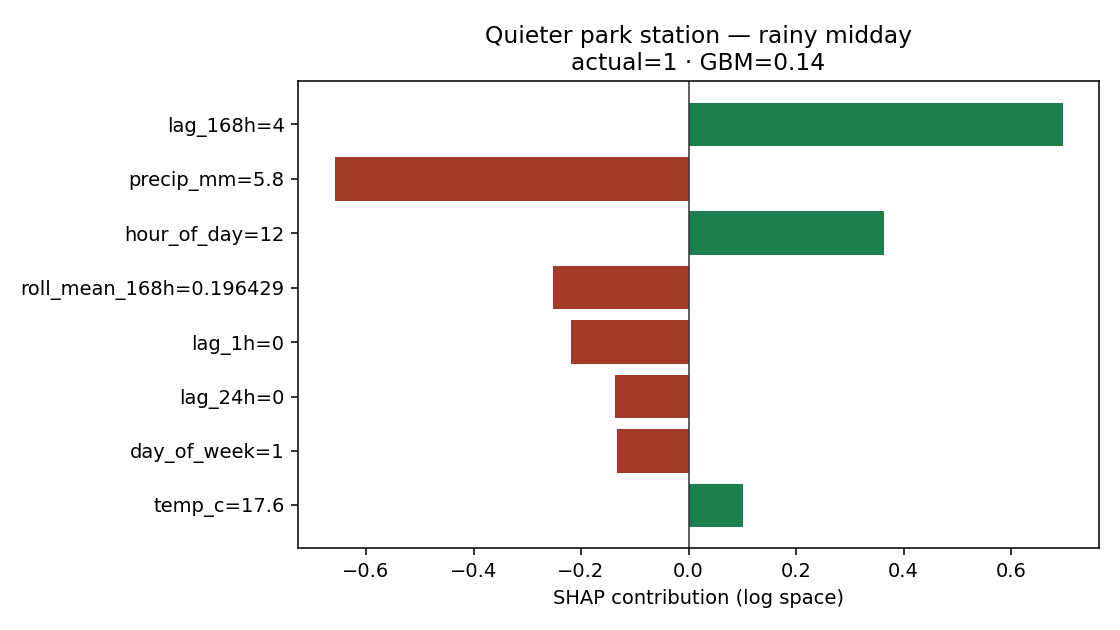 Quieter park station — rainy midday
actual=1 · GBM=0.14
lag_168h=4
precip_mm=5.8
hour_of_day=12
roll_mean_168h=0.196429
lag_1h=0
lag_24h=0
day_of_week=1
temp_c=17.6
−0.6 −0.4 −0.2 0.0 0.2 0.4 0.6
SHAP contribution (log space)